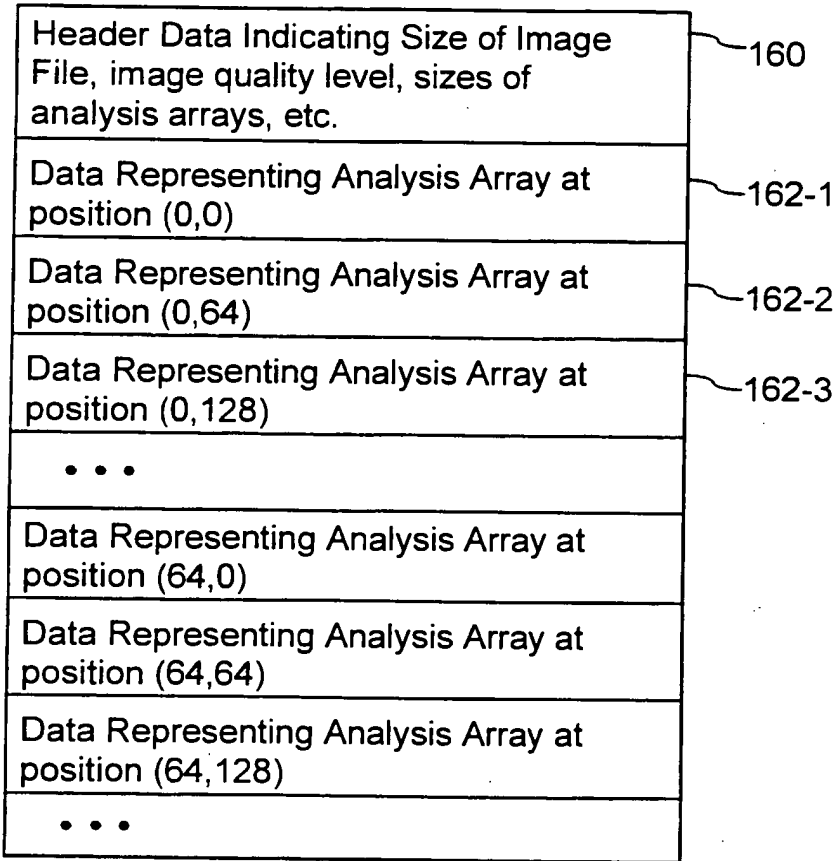 Header Data Indicating Size of Image
File, image quality level, sizes of
analysis arrays, etc.
160
Data Representing Analysis Array at
position (0,0)
162-1
Data Representing Analysis Array at
position (0,64)
162-2
Data Representing Analysis Array at
position (0,128)
162-3
• • •
Data Representing Analysis Array at
position (64,0)
Data Representing Analysis Array at
position (64,64)
Data Representing Analysis Array at
position (64,128)
• • •